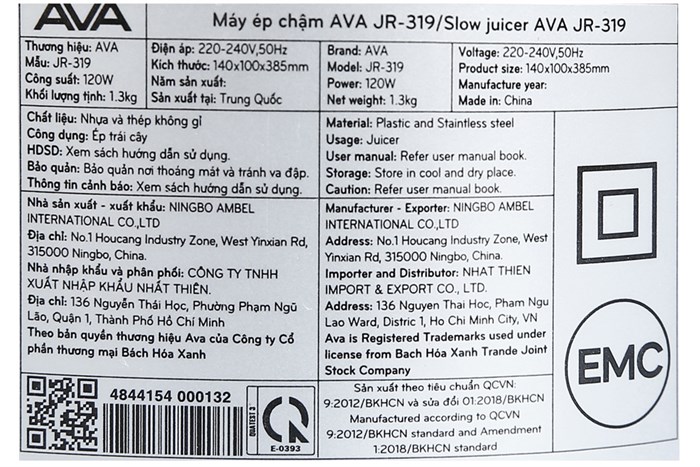 AVA
Máy ép chậm AVA JR-319/Slow juicer AVA JR-319
Thương hiệu: AVA
Mẫu: JR-319
Công suất: 120W
Khối lượng tịnh: 1.3kg
Điện áp: 220-240V,50Hz
Kích thước: 140x100x385mm
Năm sản xuất:
Sản xuất tại: Trung Quốc
Brand: AVA
Model: JR-319
Power: 120W
Net weight: 1.3kg
Voltage: 220-240V,50Hz
Product size: 140x100x385mm
Manufacture year:
Made in: China
Chất liệu: Nhựa và thép không gỉ
Công dụng: Ép trái cây
HDSD: Xem sách hướng dẫn sử dụng.
Bảo quản: Bảo quản nơi thoáng mát và tránh va đập.
Thông tin cảnh báo: Xem sách hướng dẫn sử dụng.
Material: Plastic and Stainless steel
Usage: Juicer
User manual: Refer user manual book.
Storage: Store in cool and dry place.
Caution: Refer user manual book.
Nhà sản xuất - xuất khẩu: NINGBO AMBEL
INTERNATIONAL CO.,LTD
Địa chỉ: No.1 Houcang Industry Zone, West Yinxian Rd,
315000 Ningbo, China.
Nhà nhập khẩu và phân phối: CÔNG TY TNHH
XUẤT NHẬP KHẨU NHẤT THIÊN.
Địa chỉ: 136 Nguyễn Thái Học, Phường Phạm Ngũ
Lão, Quận 1, Thành Phố Hồ Chí Minh
Theo bản quyền thương hiệu Ava của Công ty Cổ
phần thương mại Bách Hóa Xanh
Manufacturer - Exporter: NINGBO AMBEL
INTERNATIONAL CO.,LTD
Address: No.1 Houcang Industry Zone, West
Yinxian Rd, 315000 Ningbo, China.
Importer and Distributor: NHAT THIEN
IMPORT & EXPORT CO., LTD.
Address: 136 Nguyen Thai Hoc, Pham Ngu
Lao Ward, Distric 1, Ho Chi Minh City, VN
Ava is Registered Trademarks used under
license from Bach Hóa Xanh Trande Joint
Stock Company
EMC
4844154 000132
QUATEST 3
E-0393
Sản xuất theo tiêu chuẩn QCVN:
9:2012/BKHCN và sửa đổi 01:2018/BKHCN
Manufactured according to QCVN
9:2012/BKHCN standard and Amendment
1:2018/BKHCN standard